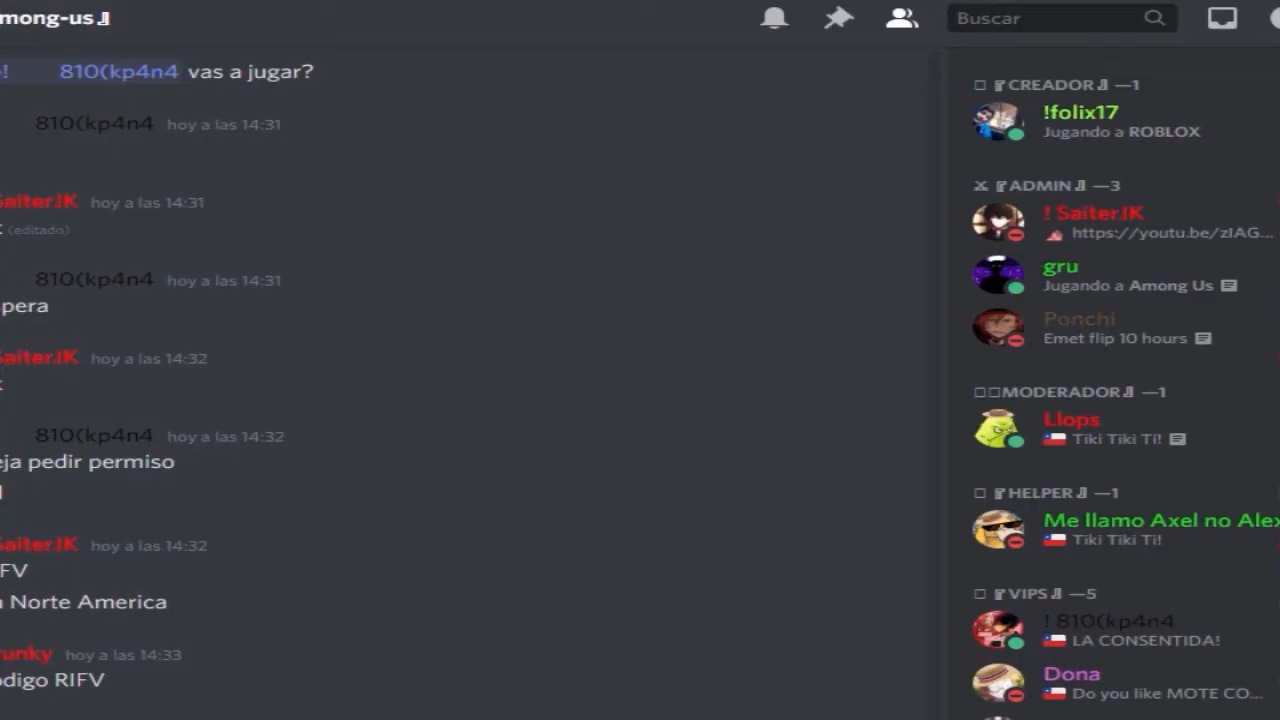 mong-us
Buscar
! 810(kp4n4 vas a jugar?
810(kp4n4 hoy a las 14:31
SaiterJK hoy a las 14:31
(editado)
810(kp4n4 hoy a las 14:31
pera
SaiterJK hoy a las 14:32
810(kp4n4 hoy a las 14:32
eja pedir permiso
SaiterJK hoy a las 14:32
FV
Norte America
unky hoy a las 14:33
odigo RIFV
CREADOR —1
!folix17
Jugando a ROBLOX
ADMIN —3
! SaiterJK
https://youtu.be/zIAG...
gru
Jugando a Among Us
Ponchi
Emet flip 10 hours
MODERADOR —1
Llops
Tiki Tiki Ti!
HELPER —1
Me llamo Axel no Alex
Tiki Tiki Ti!
VIPS —5
! 810(kp4n4
LA CONSENTIDA!
Dona
Do you like MOTE CO...